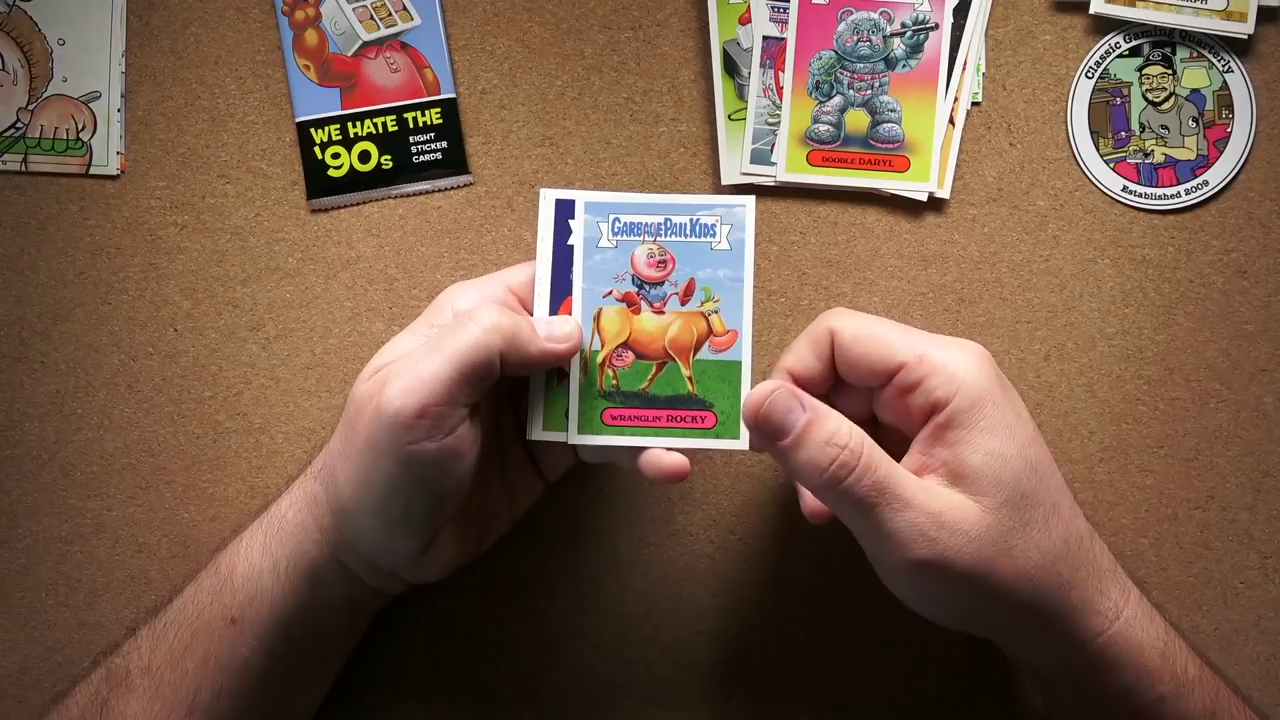 WE HATE THE
'90s
EIGHT
STICKER
CARDS
DOODLE DARYL
Classic Gaming Quarterly
Established 2009
GARBAGE PAIL KIDS
WRANGLIN' ROCKY